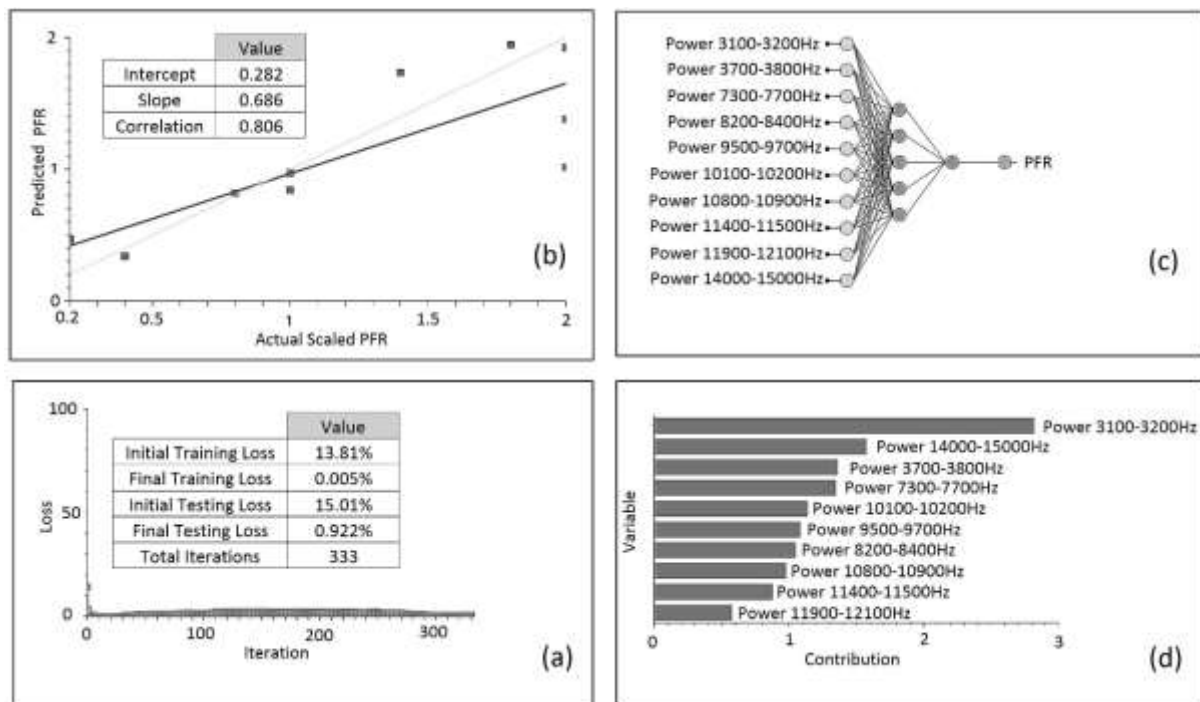 2
Value
Intercept 0.282
Slope 0.686
Correlation 0.806
1
0
Predicted PFR
0.2 0.5 1 1.5 2
Actual Scaled PFR
(b)
Power 3100-3200Hz
Power 3700-3800Hz
Power 7300-7700Hz
Power 8200-8400Hz
Power 9500-9700Hz
Power 10100-10200Hz
Power 10800-10900Hz
Power 11400-11500Hz
Power 11900-12100Hz
Power 14000-15000Hz
PFR
(c)
100
Value
Initial Training Loss 13.81%
Final Training Loss 0.005%
Initial Testing Loss 15.01%
Final Testing Loss 0.922%
Total Iterations 333
50
0
Loss
0 100 200 300
Iteration
(a)
Power 3100-3200Hz
Power 14000-15000Hz
Power 3700-3800Hz
Power 7300-7700Hz
Power 10100-10200Hz
Power 9500-9700Hz
Power 8200-8400Hz
Power 10800-10900Hz
Power 11400-11500Hz
Power 11900-12100Hz
Variable
0 1 2 3
Contribution
(d)